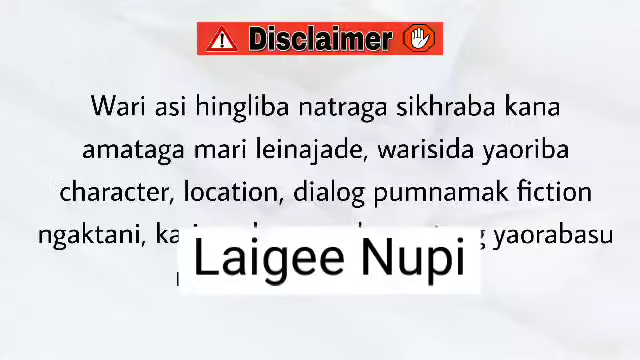 Disclaimer
Wari asi hingliba natraga sikhraba kana
amataga mari leinajade, warisida yaoriba
character, location, dialog pumnamak fiction
ngaktani, yaorabasu
Laigee Nupi